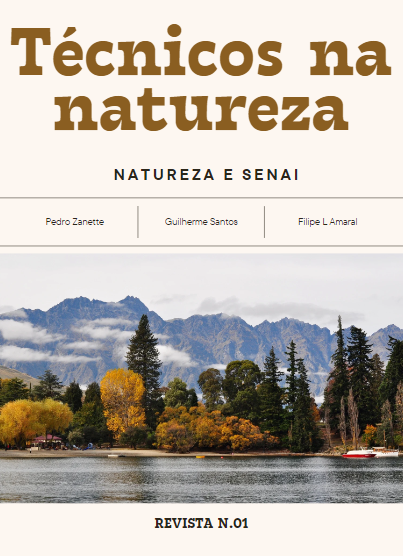 Técnicos na
natureza
NATUREZA E SENAI
Pedro Zanette
Guilherme Santos
Filipe L Amaral
REVISTA N.01